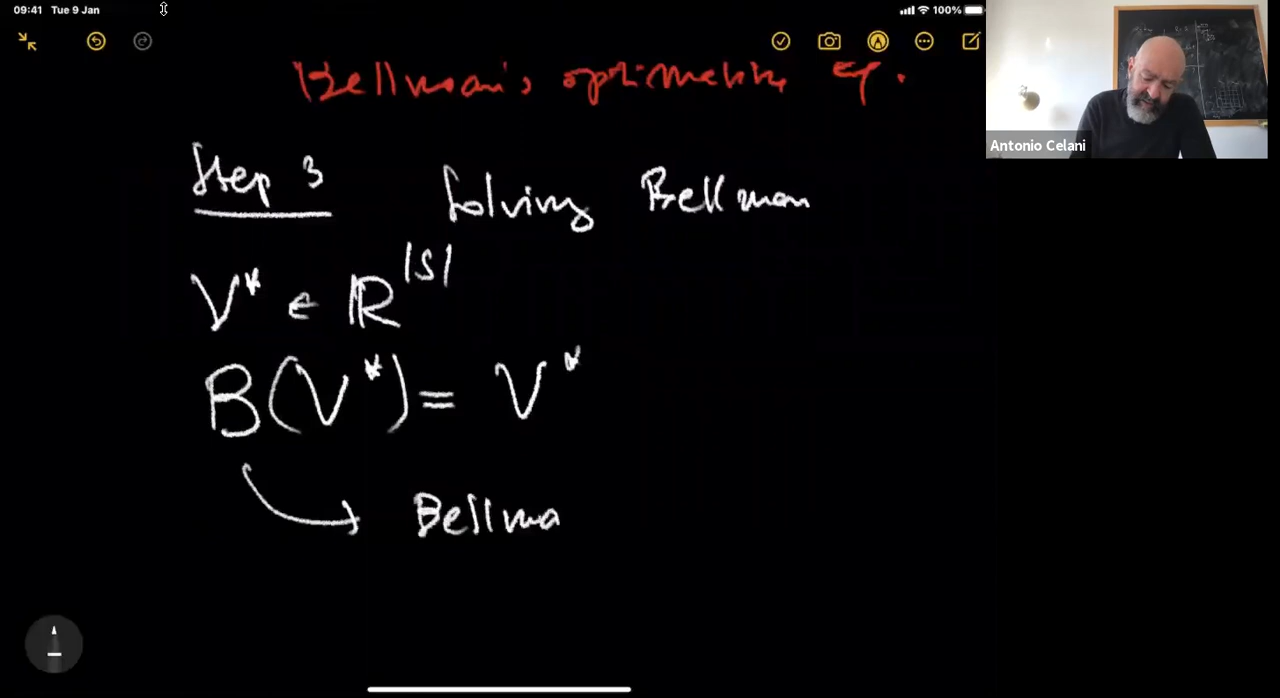 09:41 Tue 9 Jan 100%
Antonio Celani
Bellman's optimality eq.
Step 3 Solving Bellman
V* ∈ ℝ^|S|
B(V*) = V*
Bellma